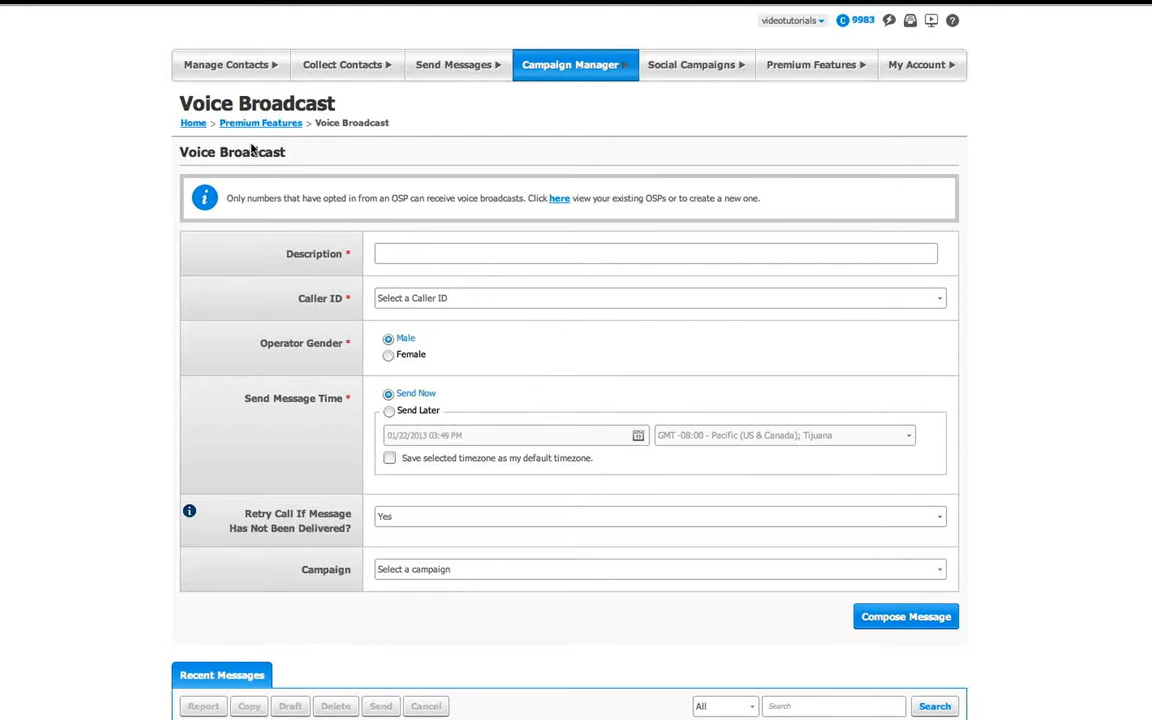 videotutorials
C 9983
?
Manage Contacts
Collect Contacts
Send Messages
Campaign Manager
Social Campaigns
Premium Features
My Account
Voice Broadcast
Home > Premium Features > Voice Broadcast
Voice Broadcast
i
Only numbers that have opted in from an OSP can receive voice broadcasts. Click here view your existing OSPs or to create a new one.
Description *
Caller ID *
Select a Caller ID
Operator Gender *
Male
Female
Send Message Time *
Send Now
Send Later
01/22/2013 03:49 PM
GMT -08:00 - Pacific (US & Canada); Tijuana
Save selected timezone as my default timezone.
i
Retry Call If Message
Has Not Been Delivered?
Yes
Campaign
Select a campaign
Compose Message
Recent Messages
Report
Copy
Draft
Delete
Send
Cancel
All
Search
Search